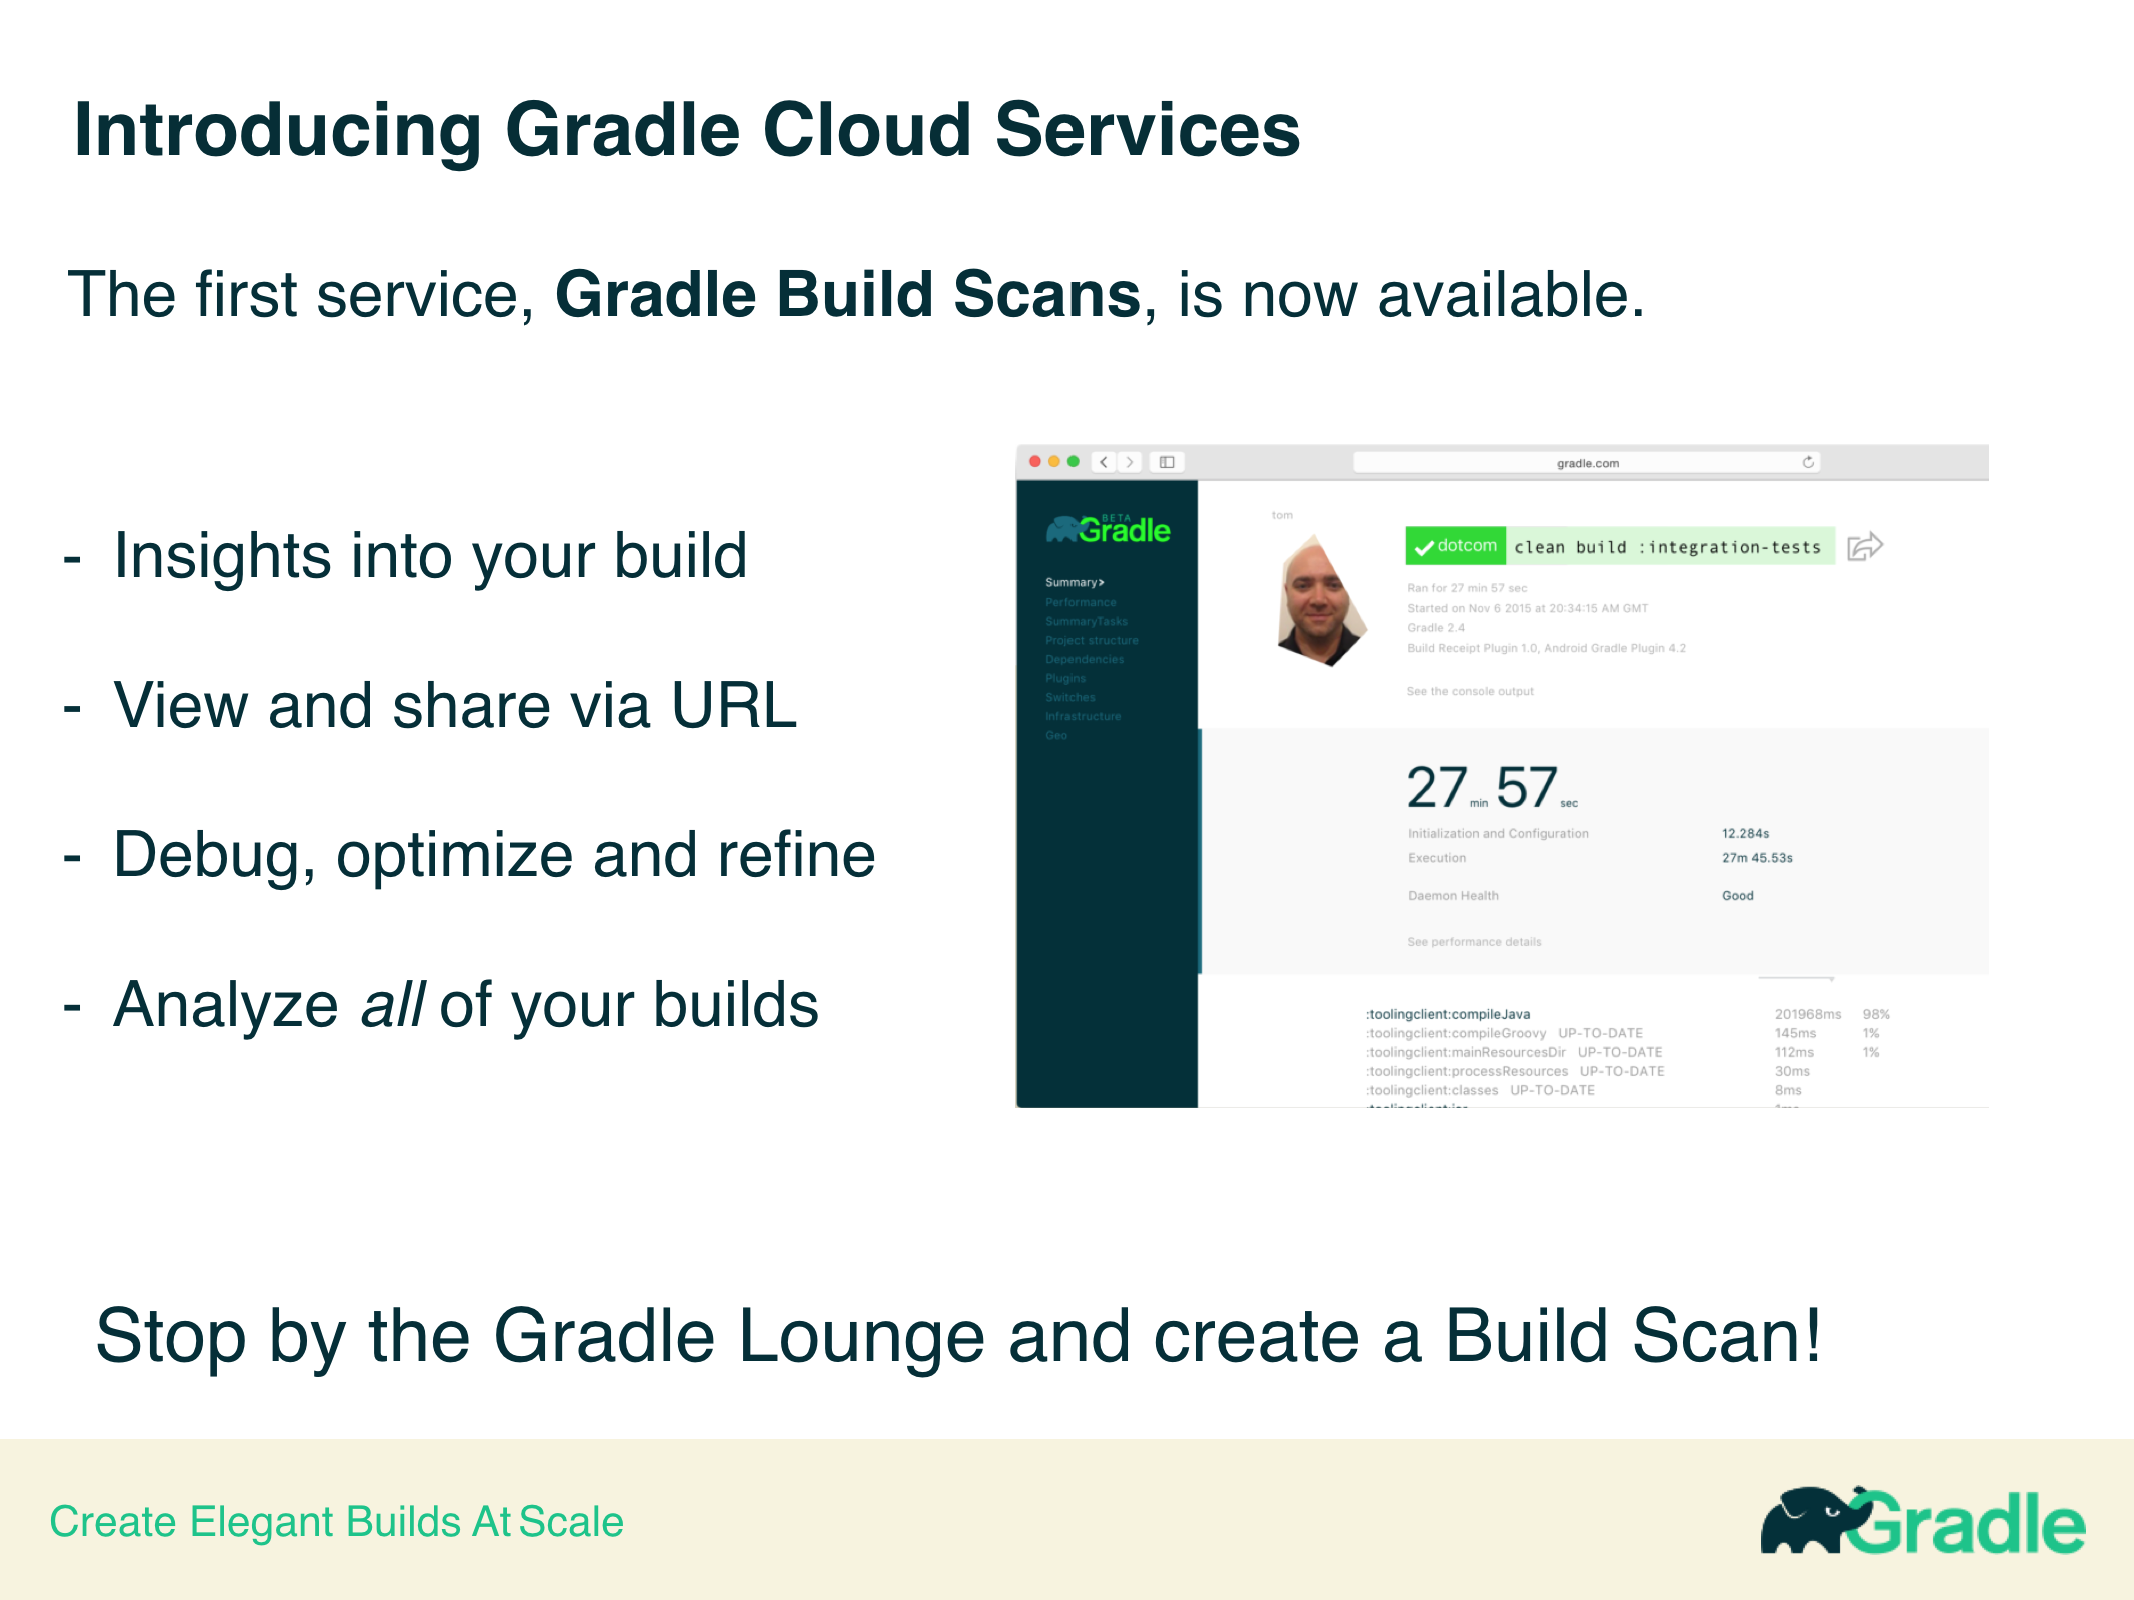 Introducing Gradle Cloud Services
The first service, Gradle Build Scans, is now available.
- Insights into your build
- View and share via URL
- Debug, optimize and refine
- Analyze all of your builds
gradle.com
BETA
Gradle
Summary>
Performance
SummaryTasks
Project structure
Dependencies
Plugins
Switches
Infrastructure
Geo
tom
dotcom clean build :integration-tests
Ran for 27 min 57 sec
Started on Nov 6 2015 at 20:34:15 AM GMT
Gradle 2.4
Build Receipt Plugin 1.0, Android Gradle Plugin 4.2
See the console output
27 min 57 sec
Initialization and Configuration 12.284s
Execution 27m 45.53s
Daemon Health Good
See performance details
:toolingclient:compileJava 201968ms 98%
:toolingclient:compileGroovy UP-TO-DATE 145ms 1%
:toolingclient:mainResourcesDir UP-TO-DATE 112ms 1%
:toolingclient:processResources UP-TO-DATE 30ms
:toolingclient:classes UP-TO-DATE 8ms
Stop by the Gradle Lounge and create a Build Scan!
Create Elegant Builds At Scale
Gradle